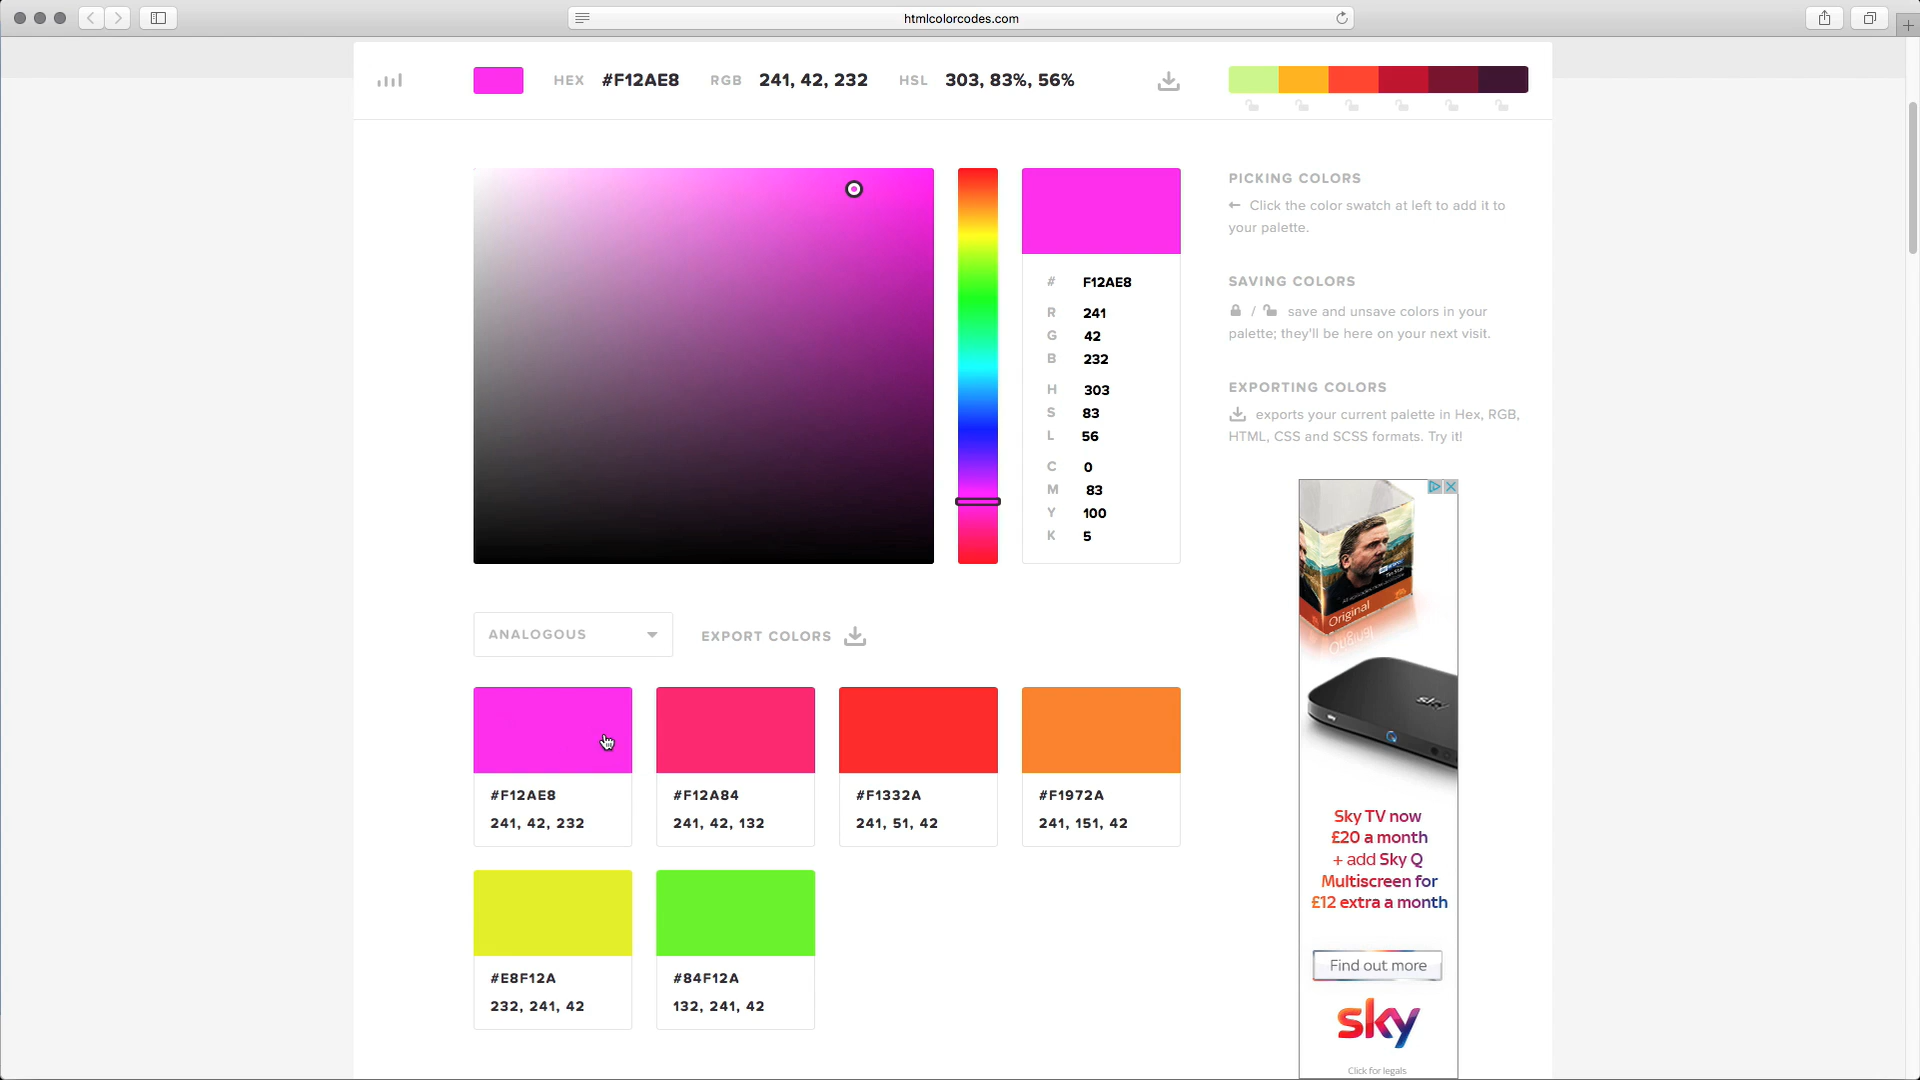 htmlcolorcodes.com
HEX #F12AE8 RGB 241, 42, 232 HSL 303, 83%, 56%
# F12AE8
R 241
G 42
B 232
H 303
S 83
L 56
C 0
M 83
Y 100
K 5
PICKING COLORS
Click the color swatch at left to add it to
your palette.
SAVING COLORS
/ save and unsave colors in your
palette; they'll be here on your next visit.
EXPORTING COLORS
exports your current palette in Hex, RGB,
HTML, CSS and SCSS formats. Try it!
ANALOGOUS
EXPORT COLORS
#F12AE8
241, 42, 232
#F12A84
241, 42, 132
#F1332A
241, 51, 42
#F1972A
241, 151, 42
#E8F12A
232, 241, 42
#84F12A
132, 241, 42
Original
sky
Sky TV now
£20 a month
+ add Sky Q
Multiscreen for
£12 extra a month
Find out more
sky
Click for legals